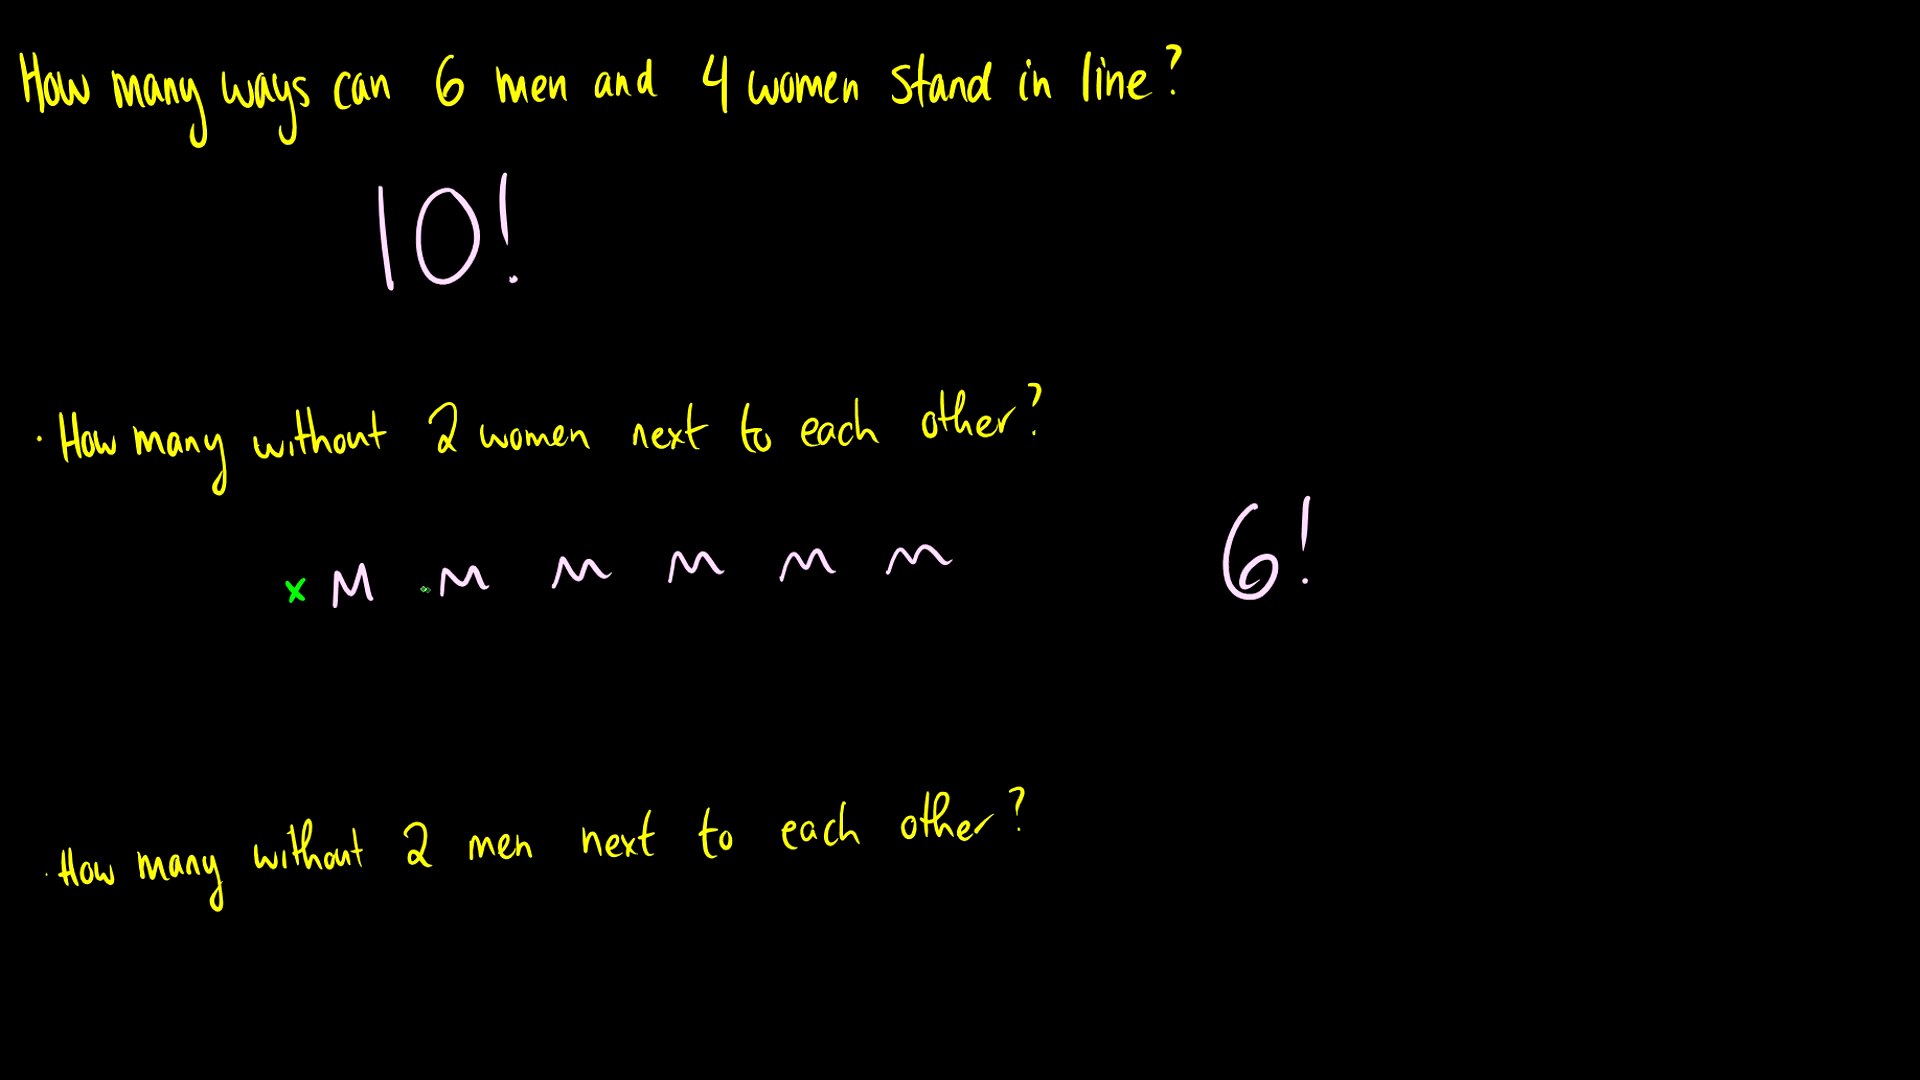 How many ways can 6 men and 4 women stand in line?
10!
· How many without 2 women next to each other?
x M M M M M M 6!
· How many without 2 men next to each other?